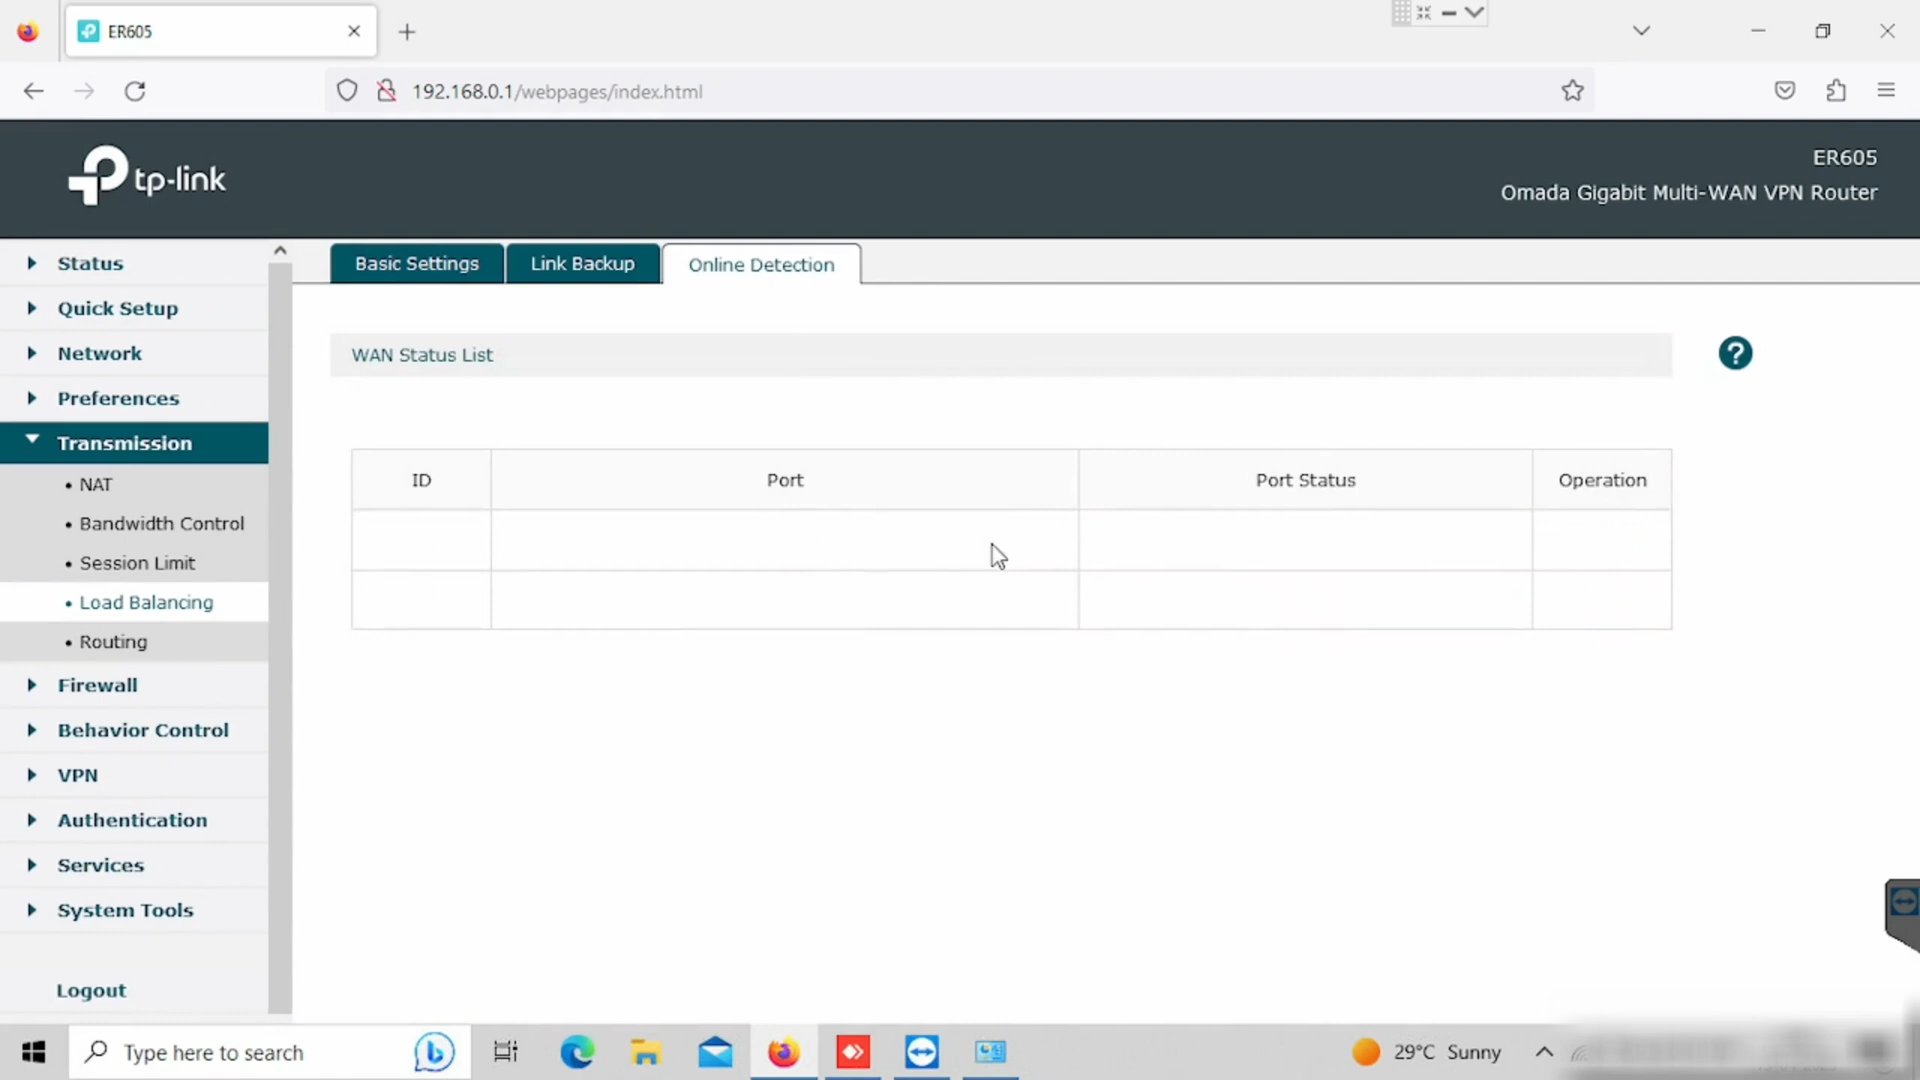 ER605
192.168.0.1/webpages/index.html
tp-link
ER605
Omada Gigabit Multi-WAN VPN Router
Status
Quick Setup
Network
Preferences
Transmission
• NAT
• Bandwidth Control
• Session Limit
• Load Balancing
• Routing
Firewall
Behavior Control
VPN
Authentication
Services
System Tools
Logout
Basic Settings
Link Backup
Online Detection
WAN Status List
?
ID
Port
Port Status
Operation
Type here to search
29°C Sunny